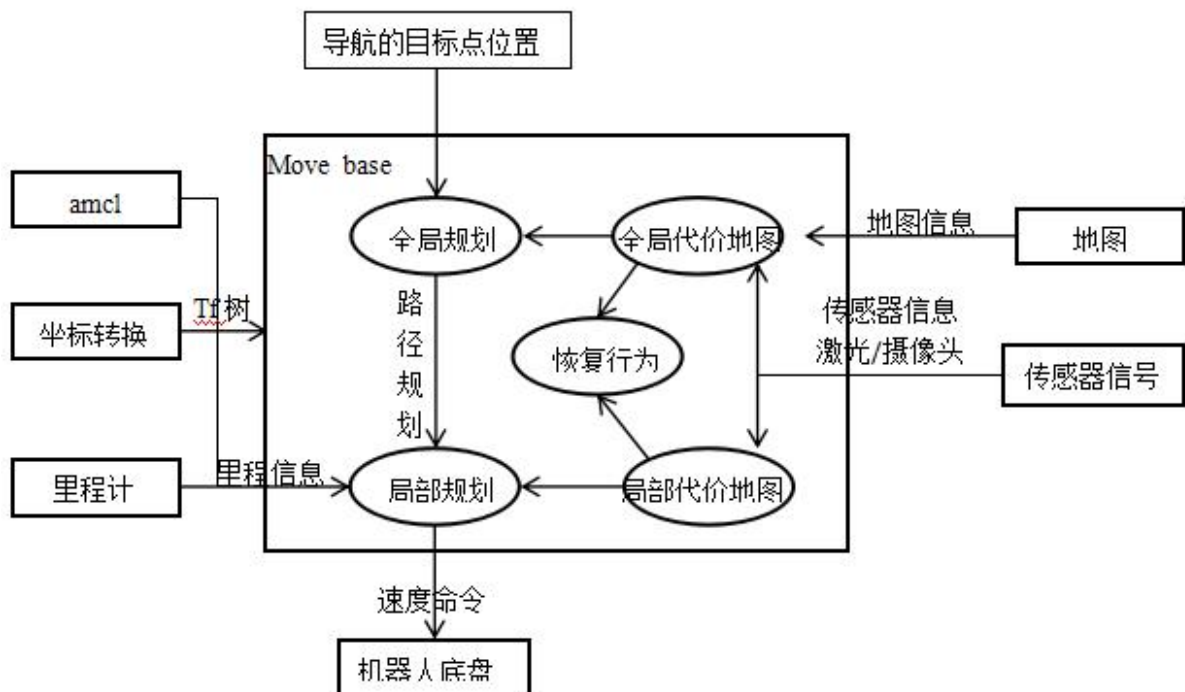 导航的目标点位置
Move base
amcl
全局规划
全局代价地图
地图信息
地图
坐标转换
Tf树
路
径
规
划
恢复行为
传感器信息
激光/摄像头
传感器信号
里程计
里程信息
局部规划
局部代价地图
速度命令
机器人底盘